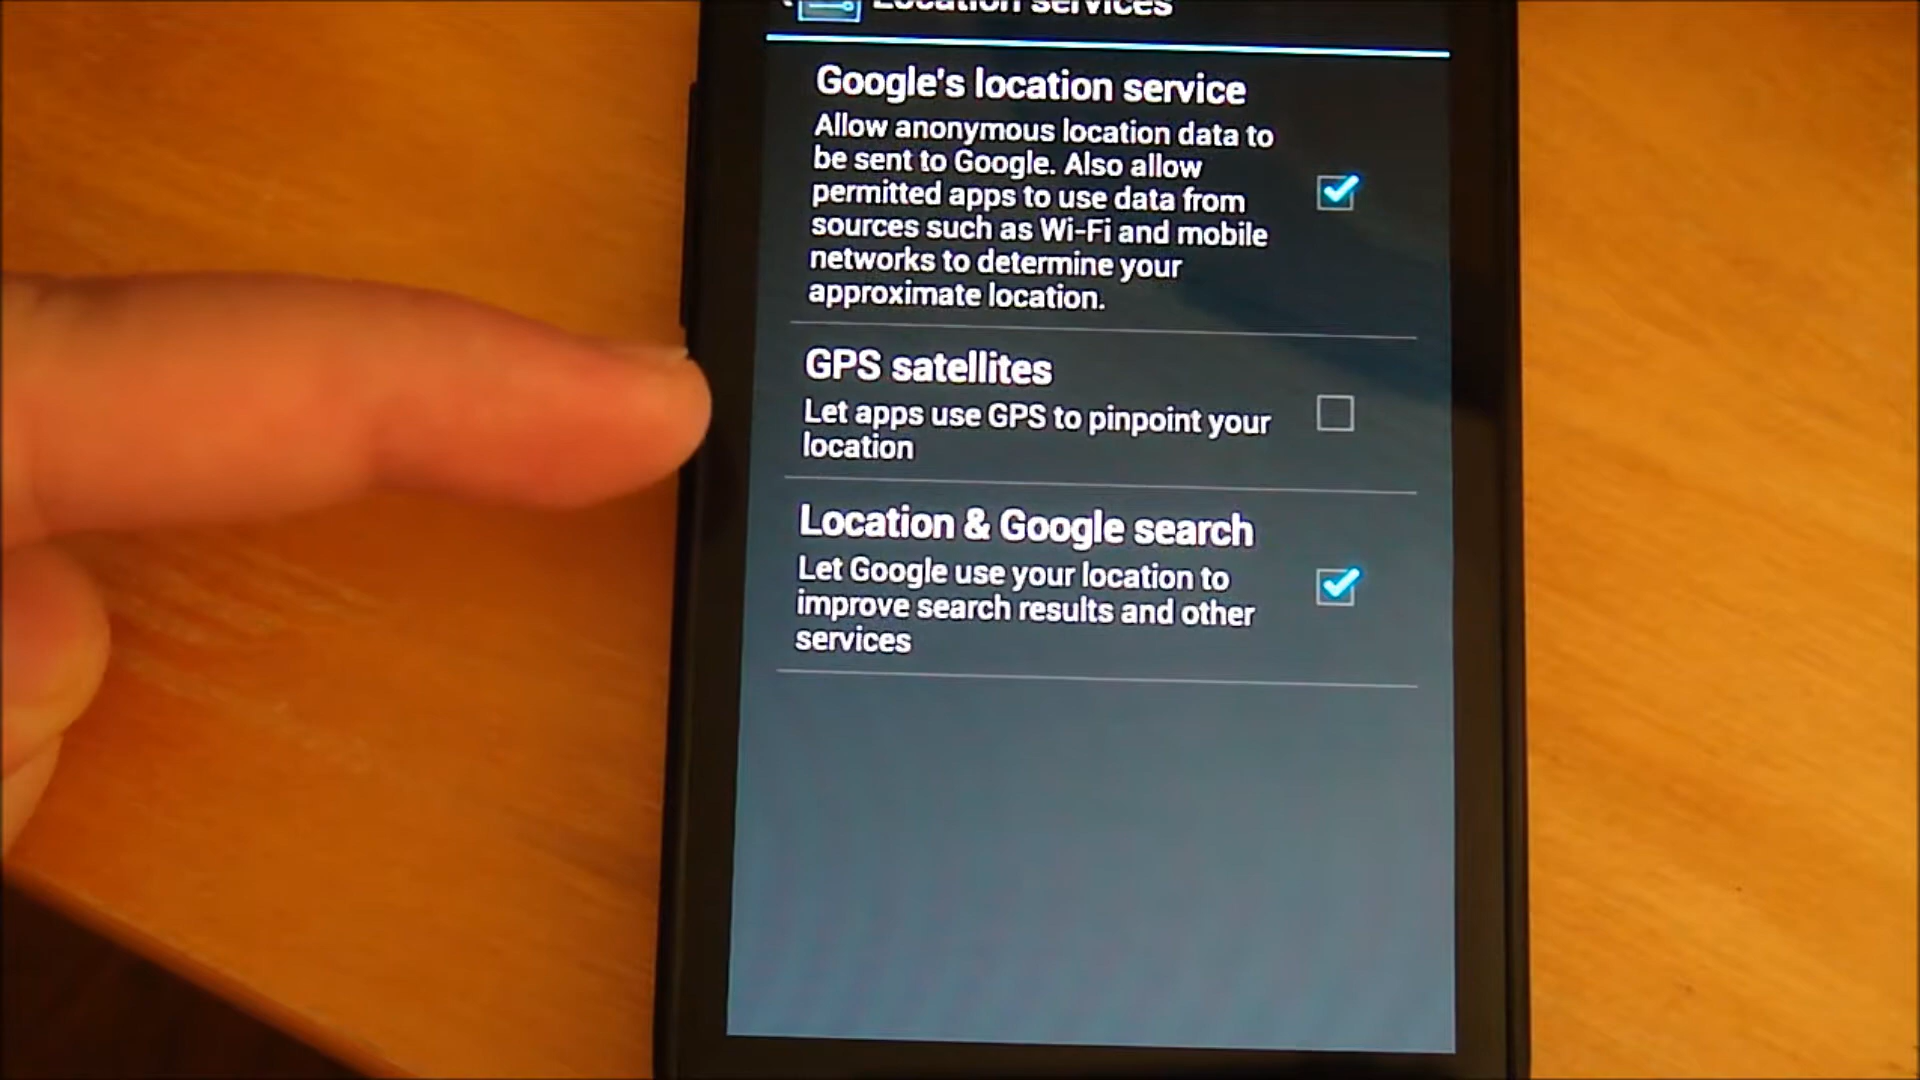 Location services
Google's location service
Allow anonymous location data to
be sent to Google. Also allow
permitted apps to use data from
sources such as Wi-Fi and mobile
networks to determine your
approximate location.
GPS satellites
Let apps use GPS to pinpoint your
location
Location & Google search
Let Google use your location to
improve search results and other
services